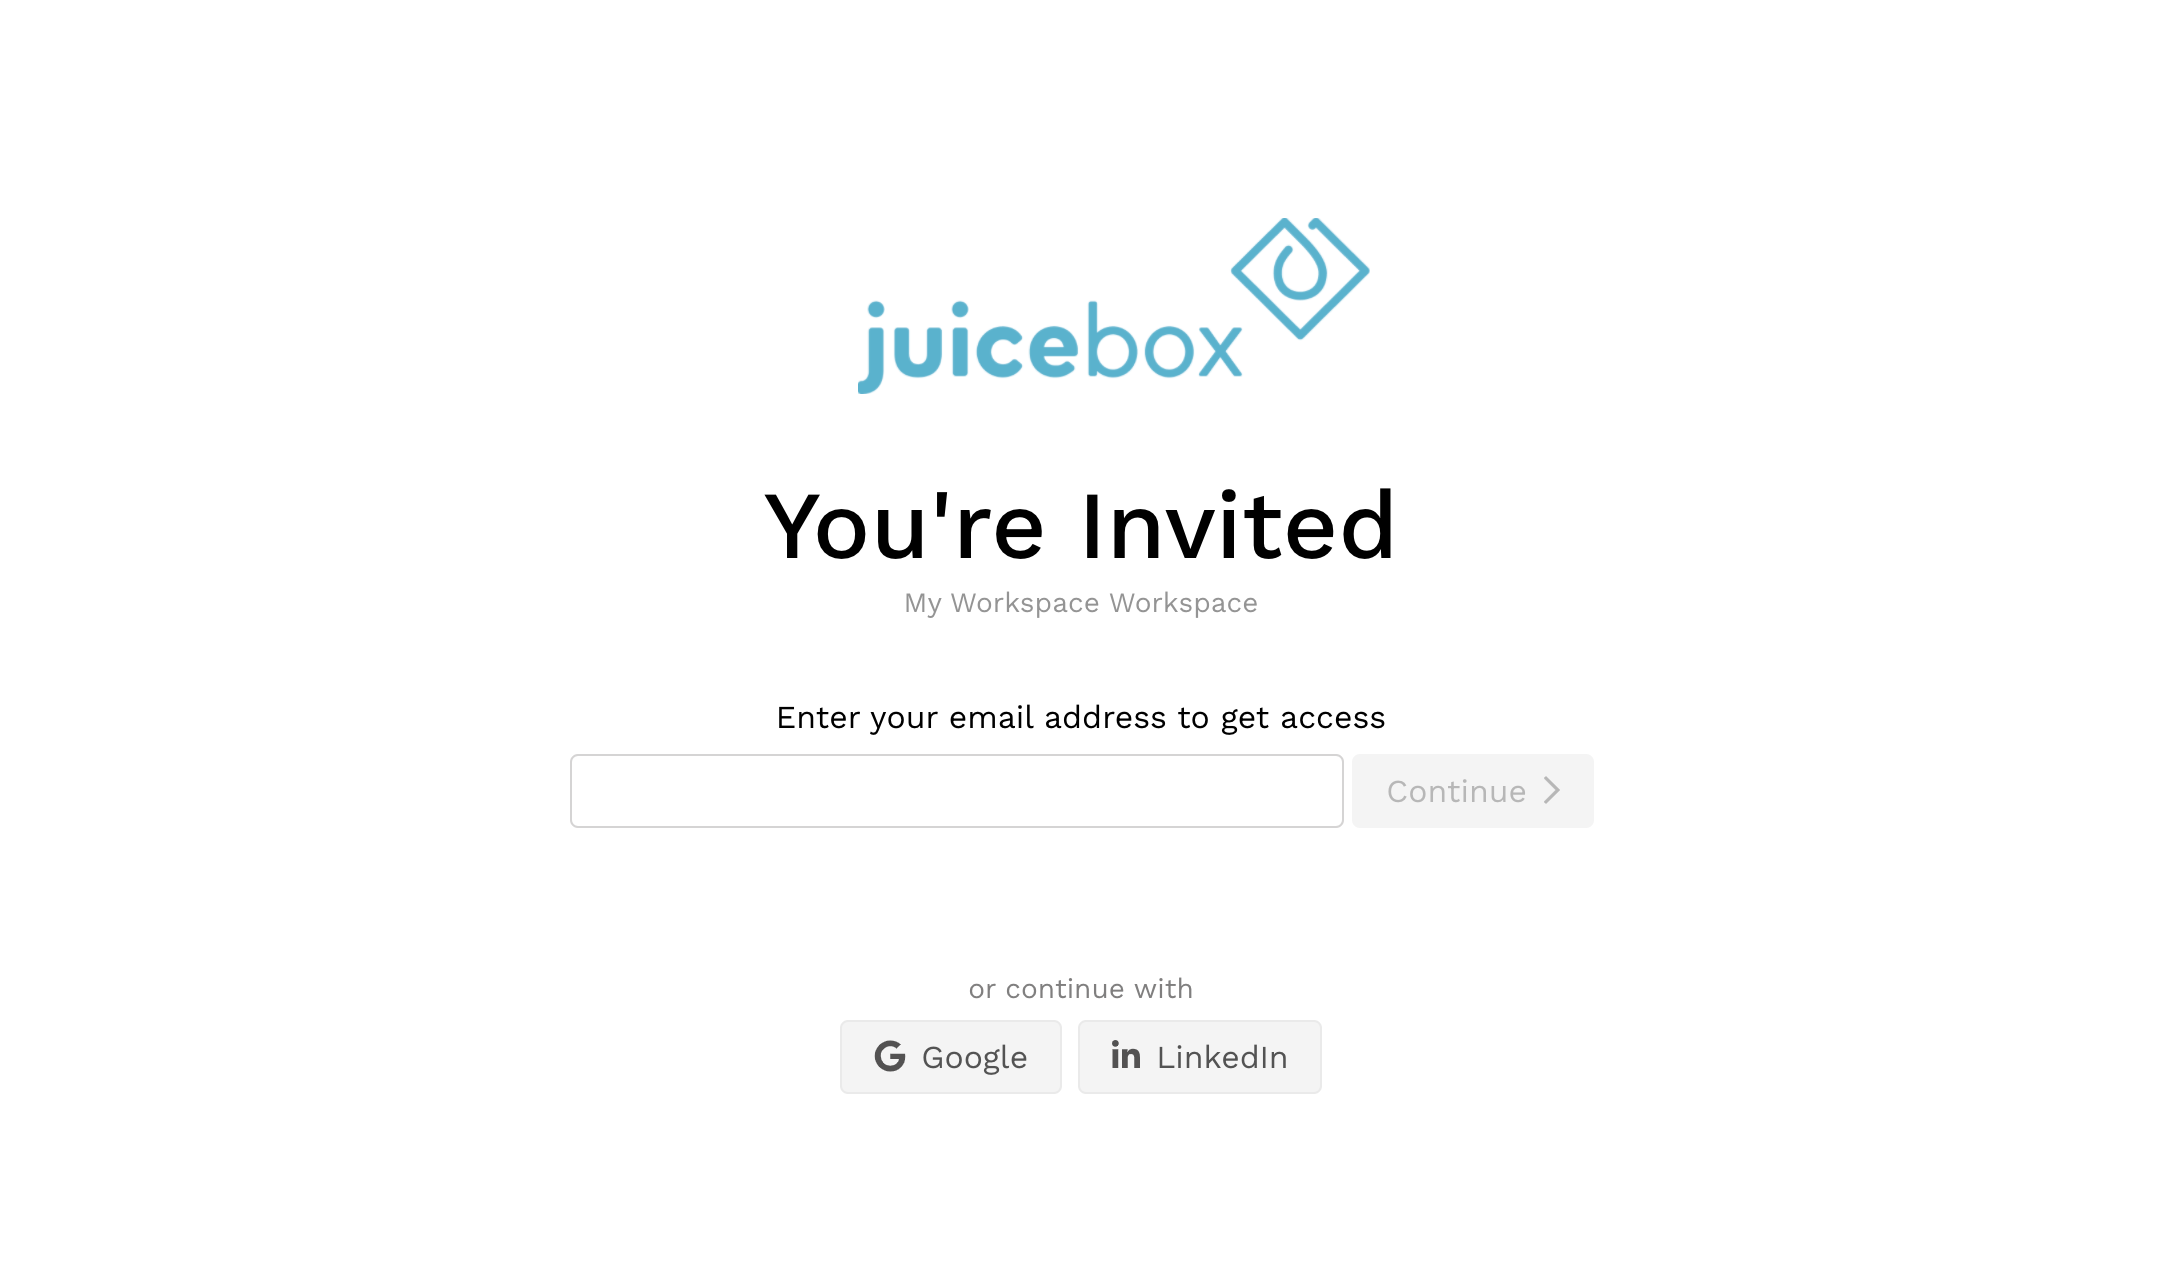 juicebox
You're Invited
My Workspace Workspace
Enter your email address to get access
Continue
or continue with
Google
LinkedIn